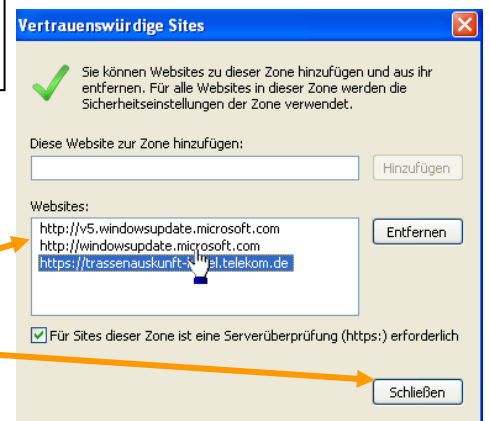 Vertrauenswürdige Sites
Sie können Websites zu dieser Zone hinzufügen und aus ihr
entfernen. Für alle Websites in dieser Zone werden die
Sicherheitseinstellungen der Zone verwendet.
Diese Website zur Zone hinzufügen:
Hinzufügen
Websites:
http://v5.windowsupdate.microsoft.com
Entfernen
http://windowsupdate.microsoft.com
https://trassenauskunft- el.telekom.de
Für Sites dieser Zone ist eine Serverüberprüfung (https:) erforderlich
Schließen